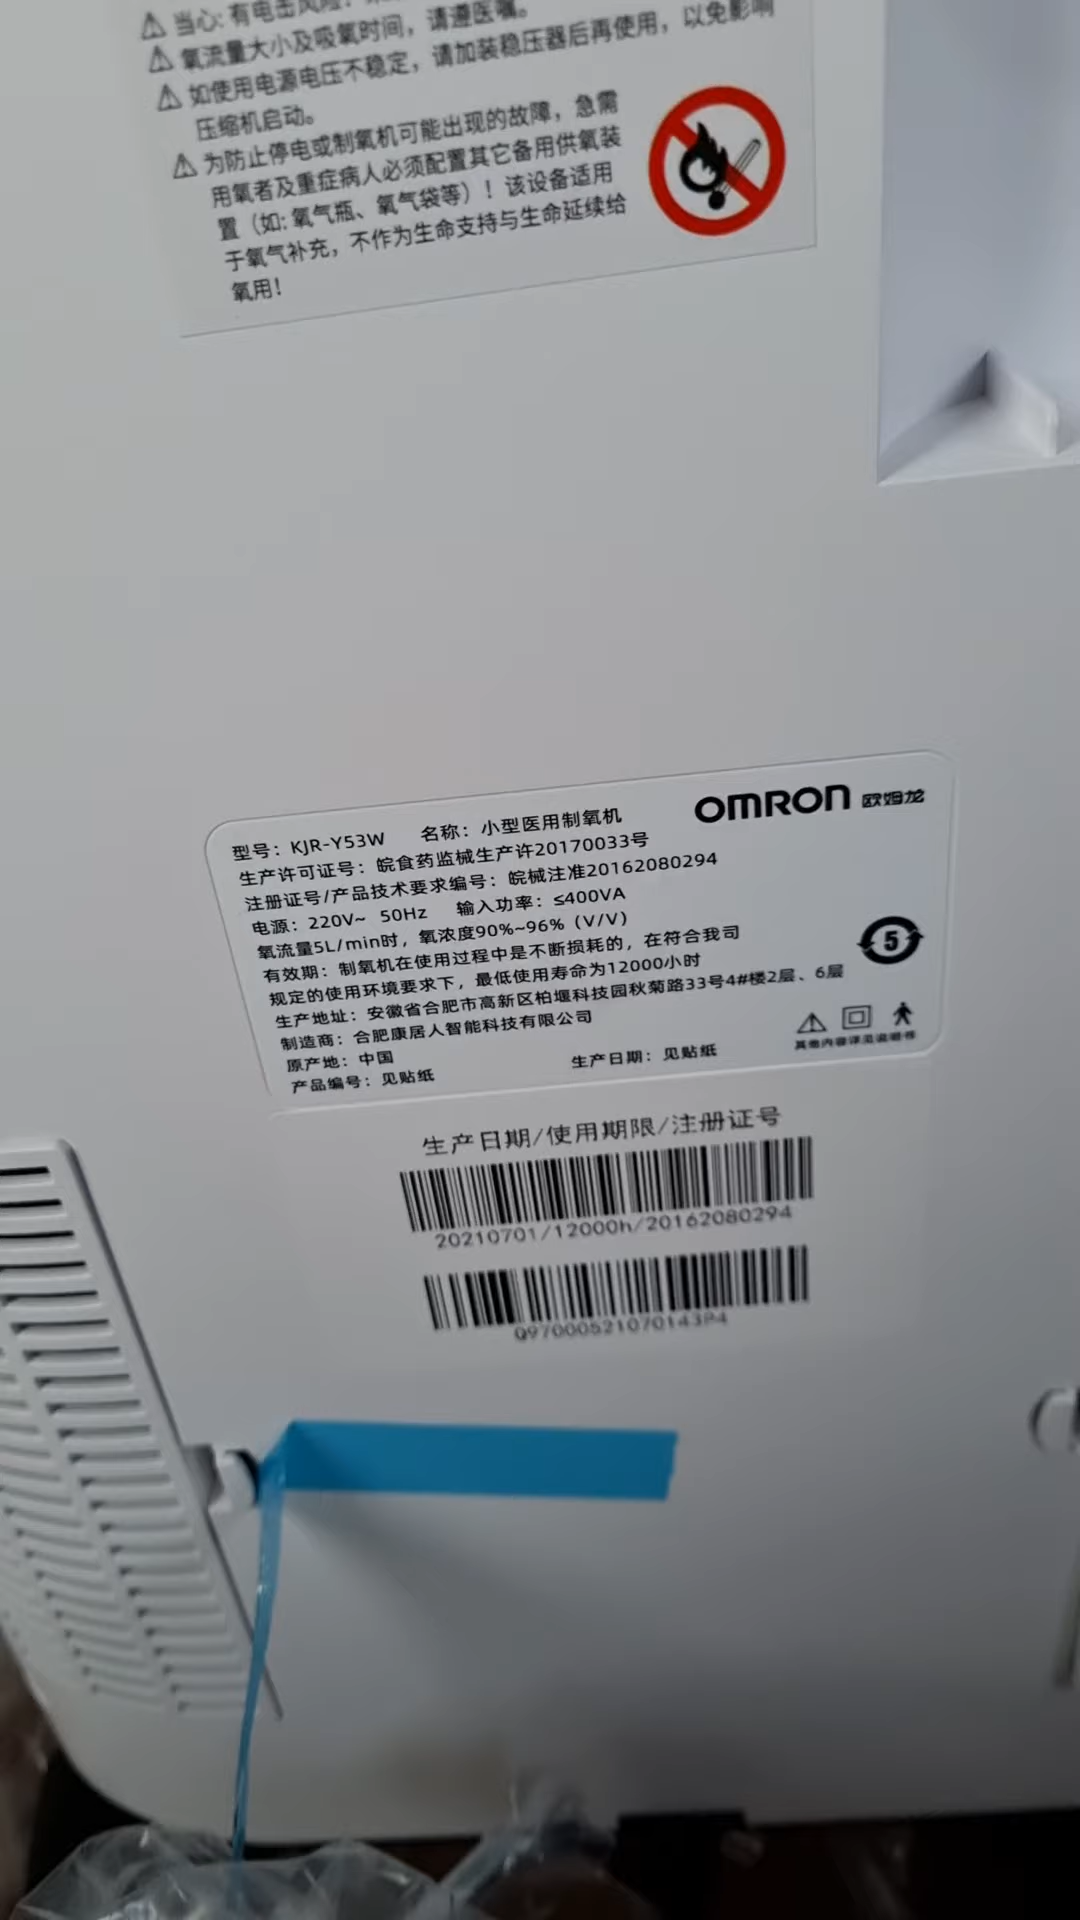 当心: 有电击风险!
氧流量大小及吸氧时间，请遵医嘱。
如使用电源电压不稳定，请加装稳压器后再使用，以免影响
压缩机启动。
为防止停电或制氧机可能出现的故障，急需
用氧者及重症病人必须配置其它备用供氧装
置（如: 氧气瓶、氧气袋等）！该设备适用
于氧气补充，不作为生命支持与生命延续给
氧用!
OMRON 欧姆龙
型号：KJR-Y53W 名称：小型医用制氧机
生产许可证号：皖食药监械生产许20170033号
注册证号/产品技术要求编号：皖械注准20162080294
电源：220V~ 50Hz 输入功率：≤400VA
氧流量5L/min时，氧浓度90%~96%（V/V）
有效期：制氧机在使用过程中是不断损耗的，在符合我司
规定的使用环境要求下，最低使用寿命为12000小时
生产地址：安徽省合肥市高新区柏堰科技园秋菊路33号4#楼2层、6层
制造商：合肥康居人智能科技有限公司
原产地：中国
产品编号：见贴纸 生产日期：见贴纸
5
其他内容详见说明书
生产日期/使用期限/注册证号
20210701/12000h/20162080294
Q97000521070143P4